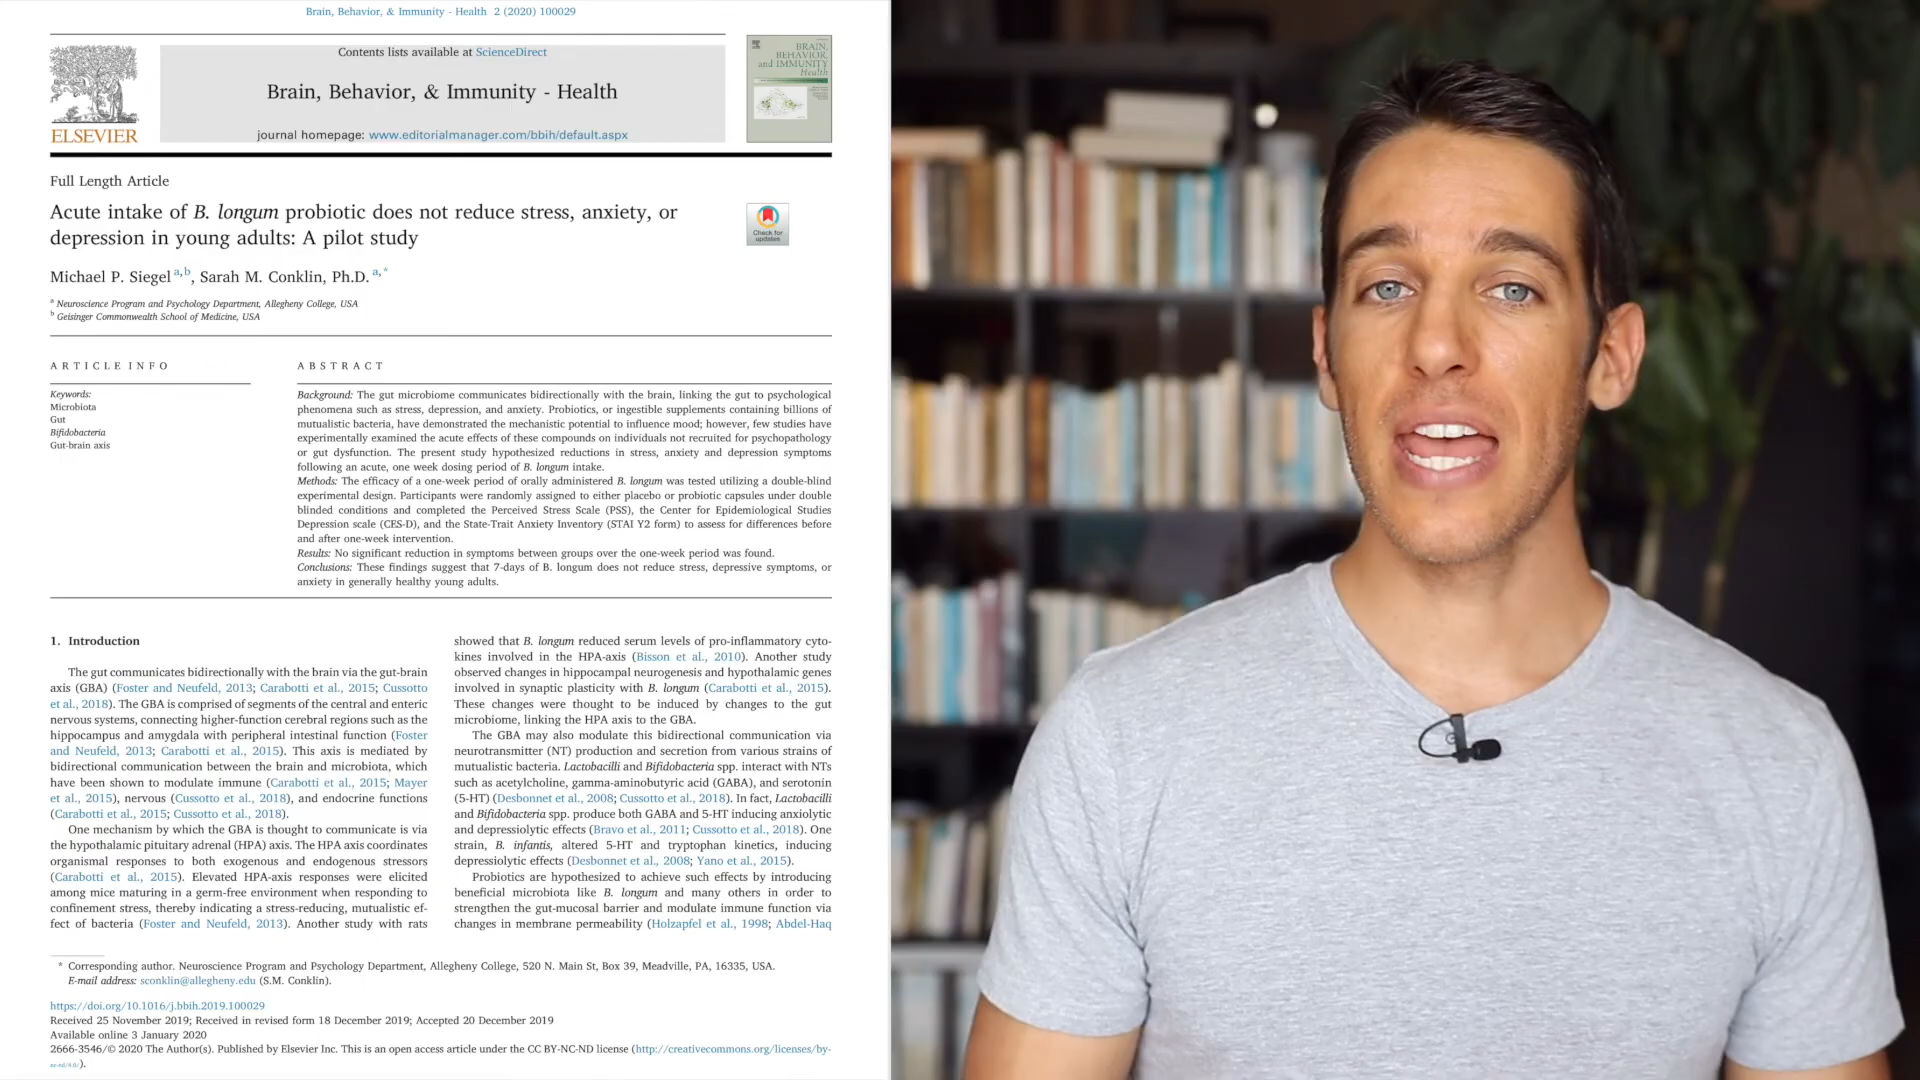 Brain, Behavior, & Immunity - Health 2 (2020) 100029
Contents lists available at ScienceDirect
Brain, Behavior, & Immunity - Health
journal homepage: www.editorialmanager.com/bbih/default.aspx
ELSEVIER
BRAIN,
BEHAVIOR,
and IMMUNITY
Health
Full Length Article
Acute intake of B. longum probiotic does not reduce stress, anxiety, or
depression in young adults: A pilot study
Check for
updates
Michael P. Siegel a,b, Sarah M. Conklin, Ph.D. a,*
a Neuroscience Program and Psychology Department, Allegheny College, USA
b Geisinger Commonwealth School of Medicine, USA
ARTICLE INFO
Keywords:
Microbiota
Gut
Bifidobacteria
Gut-brain axis
ABSTRACT
Background: The gut microbiome communicates bidirectionally with the brain, linking the gut to psychological
phenomena such as stress, depression, and anxiety. Probiotics, or ingestible supplements containing billions of
mutualistic bacteria, have demonstrated the mechanistic potential to influence mood; however, few studies have
experimentally examined the acute effects of these compounds on individuals not recruited for psychopathology
or gut dysfunction. The present study hypothesized reductions in stress, anxiety and depression symptoms
following an acute, one week dosing period of B. longum intake.
Methods: The efficacy of a one-week period of orally administered B. longum was tested utilizing a double-blind
experimental design. Participants were randomly assigned to either placebo or probiotic capsules under double
blinded conditions and completed the Perceived Stress Scale (PSS), the Center for Epidemiological Studies
Depression scale (CES-D), and the State-Trait Anxiety Inventory (STAI Y2 form) to assess for differences before
and after one-week intervention.
Results: No significant reduction in symptoms between groups over the one-week period was found.
Conclusions: These findings suggest that 7-days of B. longum does not reduce stress, depressive symptoms, or
anxiety in generally healthy young adults.
1. Introduction
The gut communicates bidirectionally with the brain via the gut-brain
axis (GBA) (Foster and Neufeld, 2013; Carabotti et al., 2015; Cussotto
et al., 2018). The GBA is comprised of segments of the central and enteric
nervous systems, connecting higher-function cerebral regions such as the
hippocampus and amygdala with peripheral intestinal function (Foster
and Neufeld, 2013; Carabotti et al., 2015). This axis is mediated by
bidirectional communication between the brain and microbiota, which
have been shown to modulate immune (Carabotti et al., 2015; Mayer
et al., 2015), nervous (Cussotto et al., 2018), and endocrine functions
(Carabotti et al., 2015; Cussotto et al., 2018).
One mechanism by which the GBA is thought to communicate is via
the hypothalamic pituitary adrenal (HPA) axis. The HPA axis coordinates
organismal responses to both exogenous and endogenous stressors
(Carabotti et al., 2015). Elevated HPA-axis responses were elicited
among mice maturing in a germ-free environment when responding to
confinement stress, thereby indicating a stress-reducing, mutualistic ef-
fect of bacteria (Foster and Neufeld, 2013). Another study with rats
showed that B. longum reduced serum levels of pro-inflammatory cyto-
kines involved in the HPA-axis (Bisson et al., 2010). Another study
observed changes in hippocampal neurogenesis and hypothalamic genes
involved in synaptic plasticity with B. longum (Carabotti et al., 2015).
These changes were thought to be induced by changes to the gut
microbiome, linking the HPA axis to the GBA.
The GBA may also modulate this bidirectional communication via
neurotransmitter (NT) production and secretion from various strains of
mutualistic bacteria. Lactobacilli and Bifidobacteria spp. interact with NTs
such as acetylcholine, gamma-aminobutyric acid (GABA), and serotonin
(5-HT) (Desbonnet et al., 2008; Cussotto et al., 2018). In fact, Lactobacilli
and Bifidobacteria spp. produce both GABA and 5-HT inducing anxiolytic
and depressiolytic effects (Bravo et al., 2011; Cussotto et al., 2018). One
strain, B. infantis, altered 5-HT and tryptophan kinetics, inducing
depressiolytic effects (Desbonnet et al., 2008; Yano et al., 2015).
Probiotics are hypothesized to achieve such effects by introducing
beneficial microbiota like B. longum and many others in order to
strengthen the gut-mucosal barrier and modulate immune function via
changes in membrane permeability (Holzapfel et al., 1998; Abdel-Haq
* Corresponding author. Neuroscience Program and Psychology Department, Allegheny College, 520 N. Main St, Box 39, Meadville, PA, 16335, USA.
E-mail address: sconklin@allegheny.edu (S.M. Conklin).
https://doi.org/10.1016/j.bbih.2019.100029
Received 25 November 2019; Received in revised form 18 December 2019; Accepted 20 December 2019
Available online 3 January 2020
2666-3546/© 2020 The Author(s). Published by Elsevier Inc. This is an open access article under the CC BY-NC-ND license (http://creativecommons.org/licenses/by-
nc-nd/4.0/).